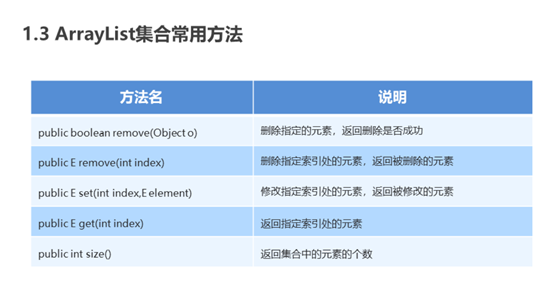 1.3 ArrayList集合常用方法
方法名 说明
public boolean remove(Object o) 删除指定的元素，返回删除是否成功
public E remove(int index) 删除指定索引处的元素，返回被删除的元素
public E set(int index,E element) 修改指定索引处的元素，返回被修改的元素
public E get(int index) 返回指定索引处的元素
public int size() 返回集合中的元素的个数